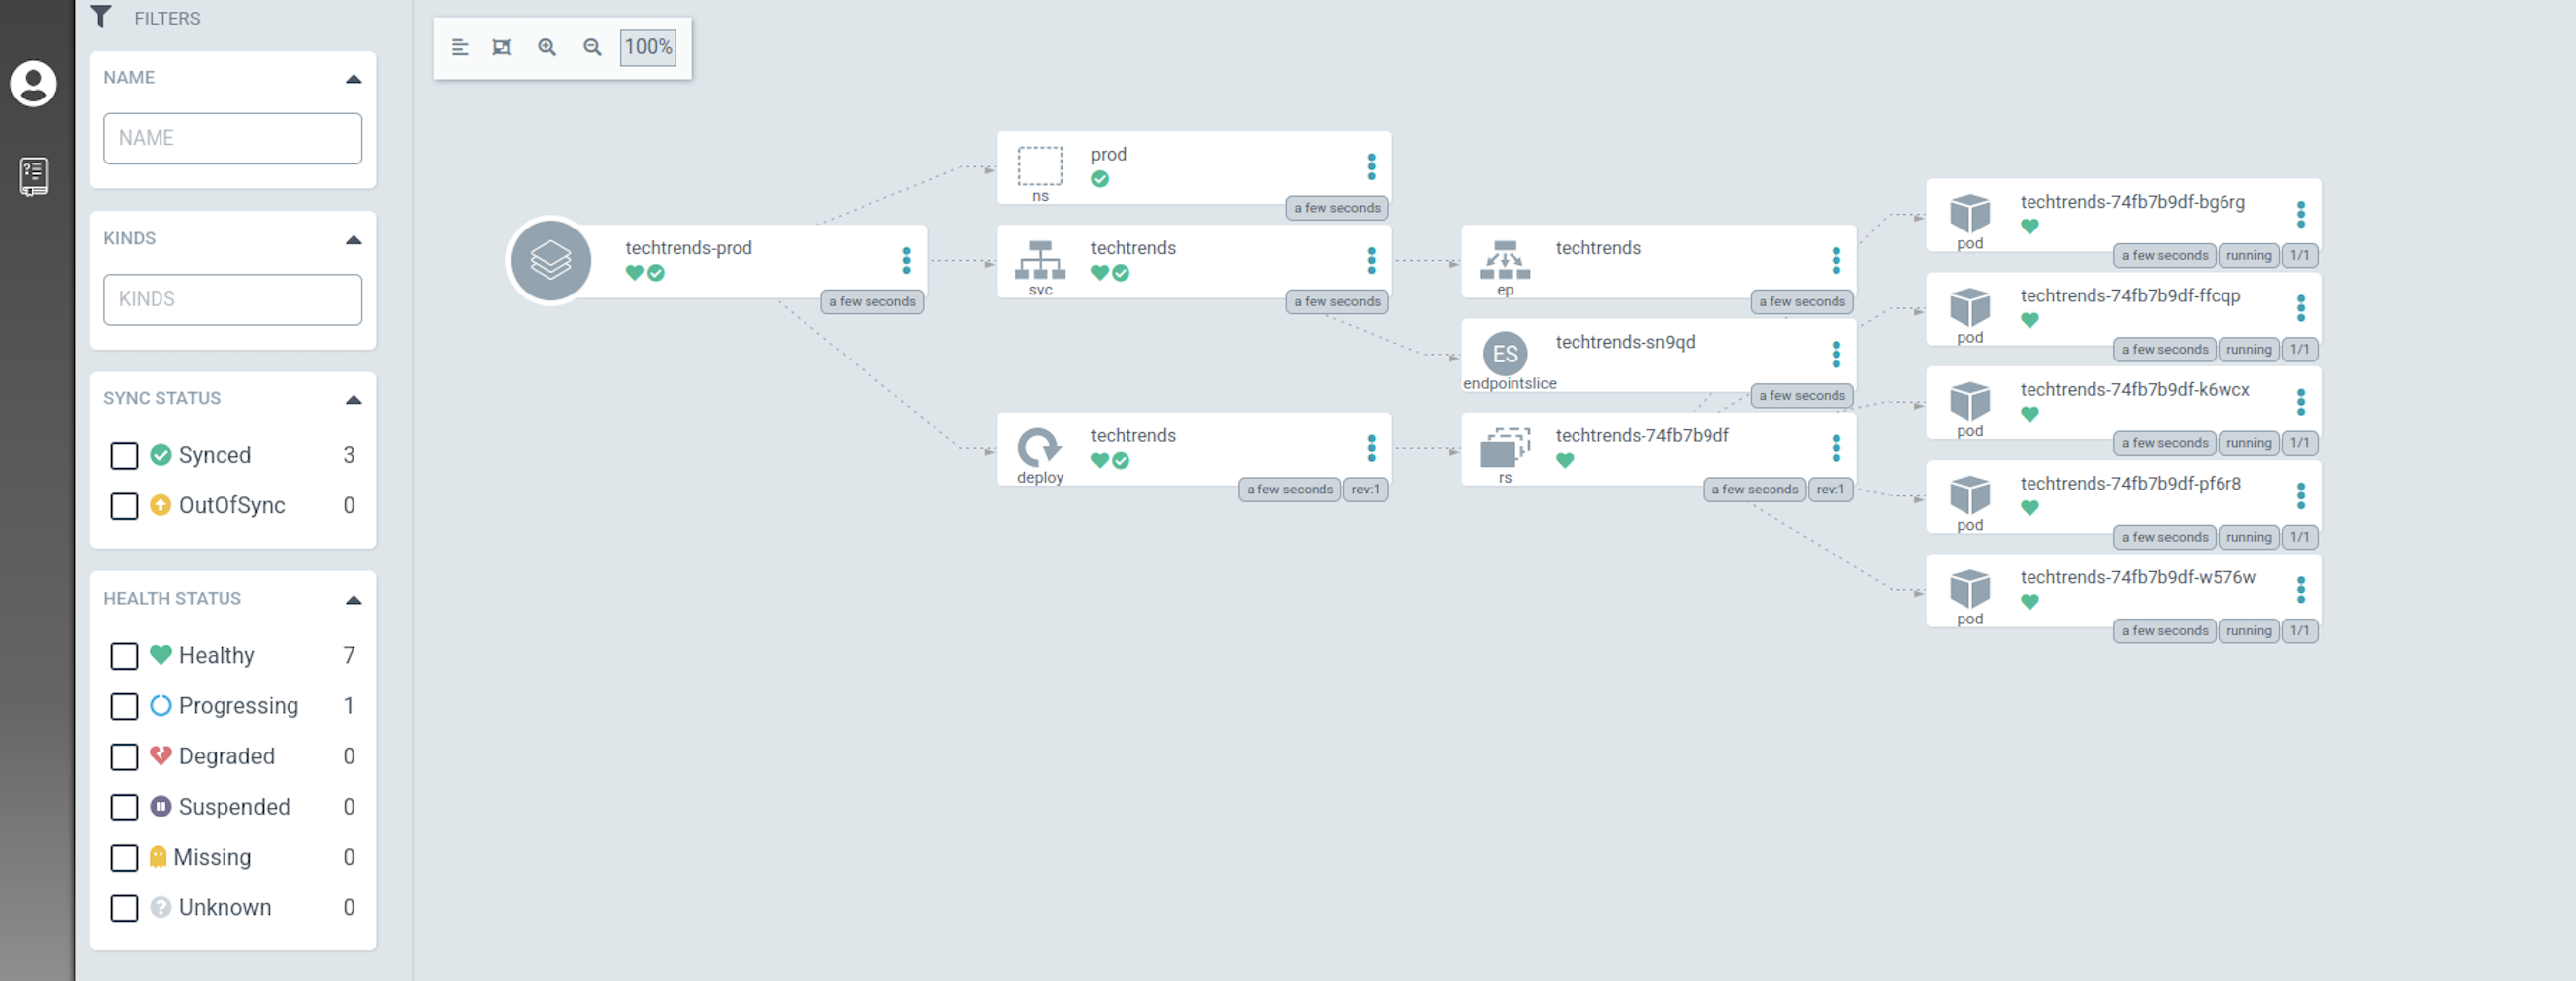 FILTERS
NAME
NAME
KINDS
KINDS
SYNC STATUS
Synced 3
OutOfSync 0
HEALTH STATUS
Healthy 7
Progressing 1
Degraded 0
Suspended 0
Missing 0
Unknown 0
100%
techtrends-prod
a few seconds
prod
ns
a few seconds
techtrends
svc
a few seconds
techtrends
deploy
a few seconds rev:1
techtrends
ep
a few seconds
ES
techtrends-sn9qd
endpointslice
a few seconds
techtrends-74fb7b9df
rs
a few seconds rev:1
techtrends-74fb7b9df-bg6rg
pod
a few seconds running 1/1
techtrends-74fb7b9df-ffcqp
pod
a few seconds running 1/1
techtrends-74fb7b9df-k6wcx
pod
a few seconds running 1/1
techtrends-74fb7b9df-pf6r8
pod
a few seconds running 1/1
techtrends-74fb7b9df-w576w
pod
a few seconds running 1/1